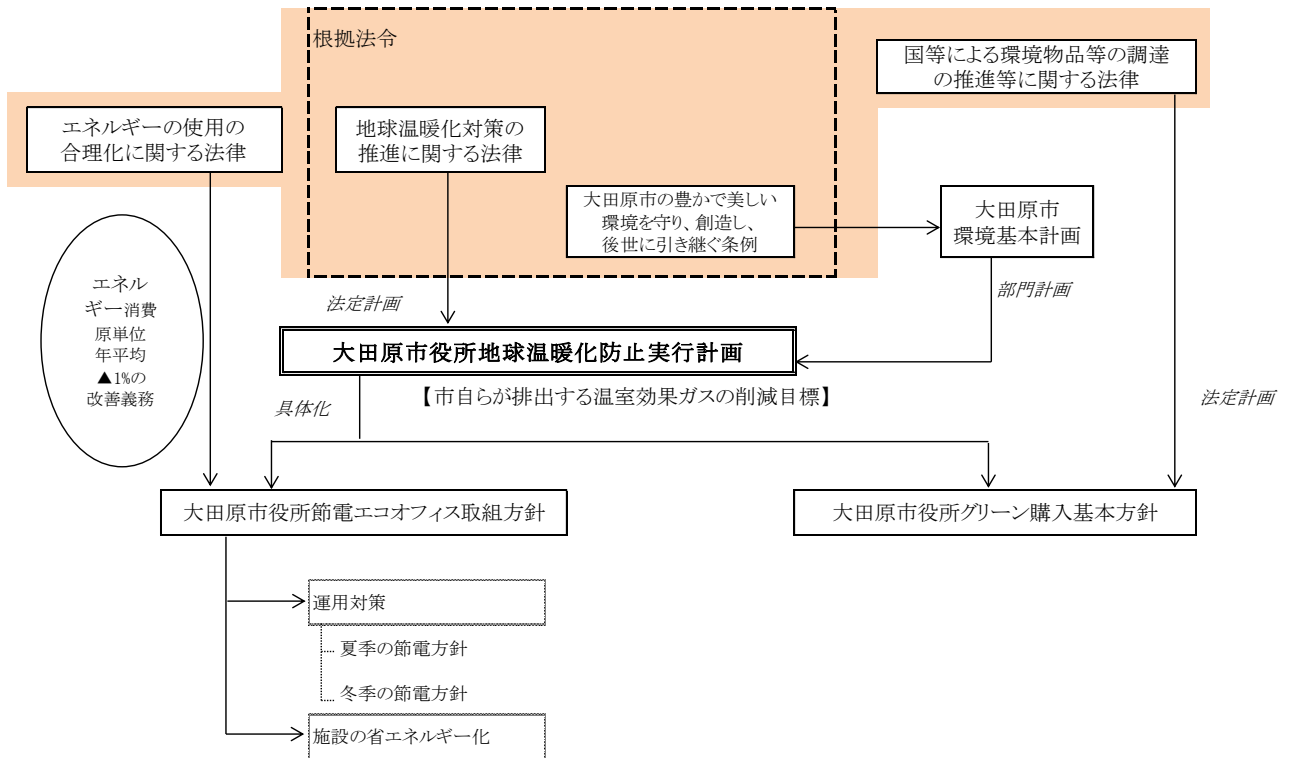 根拠法令
国等による環境物品等の調達
の推進等に関する法律
エネルギーの使用の
合理化に関する法律
地球温暖化対策の
推進に関する法律
大田原市の豊かで美しい
環境を守り、創造し、
後世に引き継ぐ条例
大田原市
環境基本計画
エネル
ギー消費
原単位
年平均
▲1%の
改善義務
法定計画
部門計画
大田原市役所地球温暖化防止実行計画
【市自らが排出する温室効果ガスの削減目標】
具体化
法定計画
大田原市役所節電エコオフィス取組方針
大田原市役所グリーン購入基本方針
運用対策
夏季の節電方針
冬季の節電方針
施設の省エネルギー化